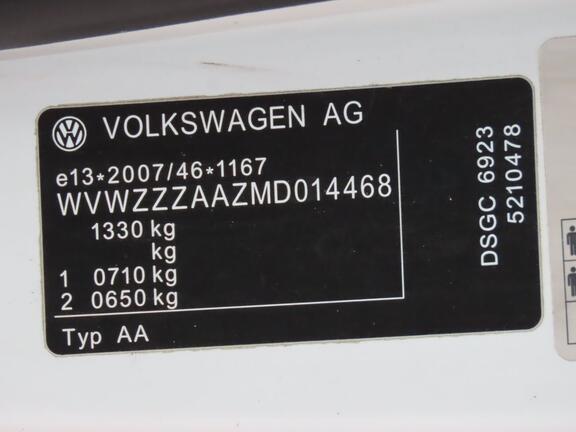 VOLKSWAGEN AG
e13*2007/46*1167
WVWZZZAAZMD014468
1330 kg
kg
1 0710 kg
2 0650 kg
Typ AA
DSGC 6923
5210478